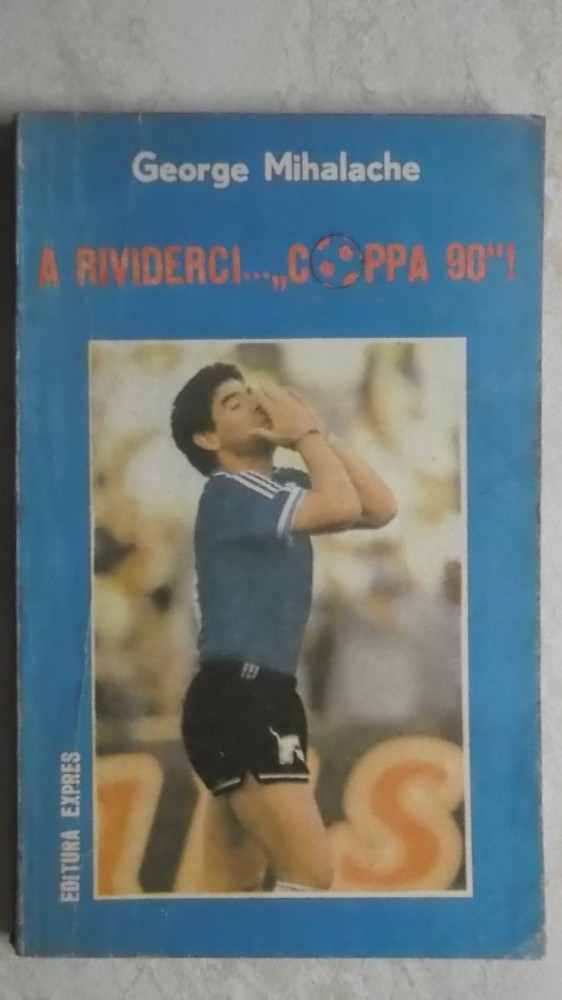 George Mihalache
A RIVIDERCI...„COPPA 90“!
EDITURA EXPRES